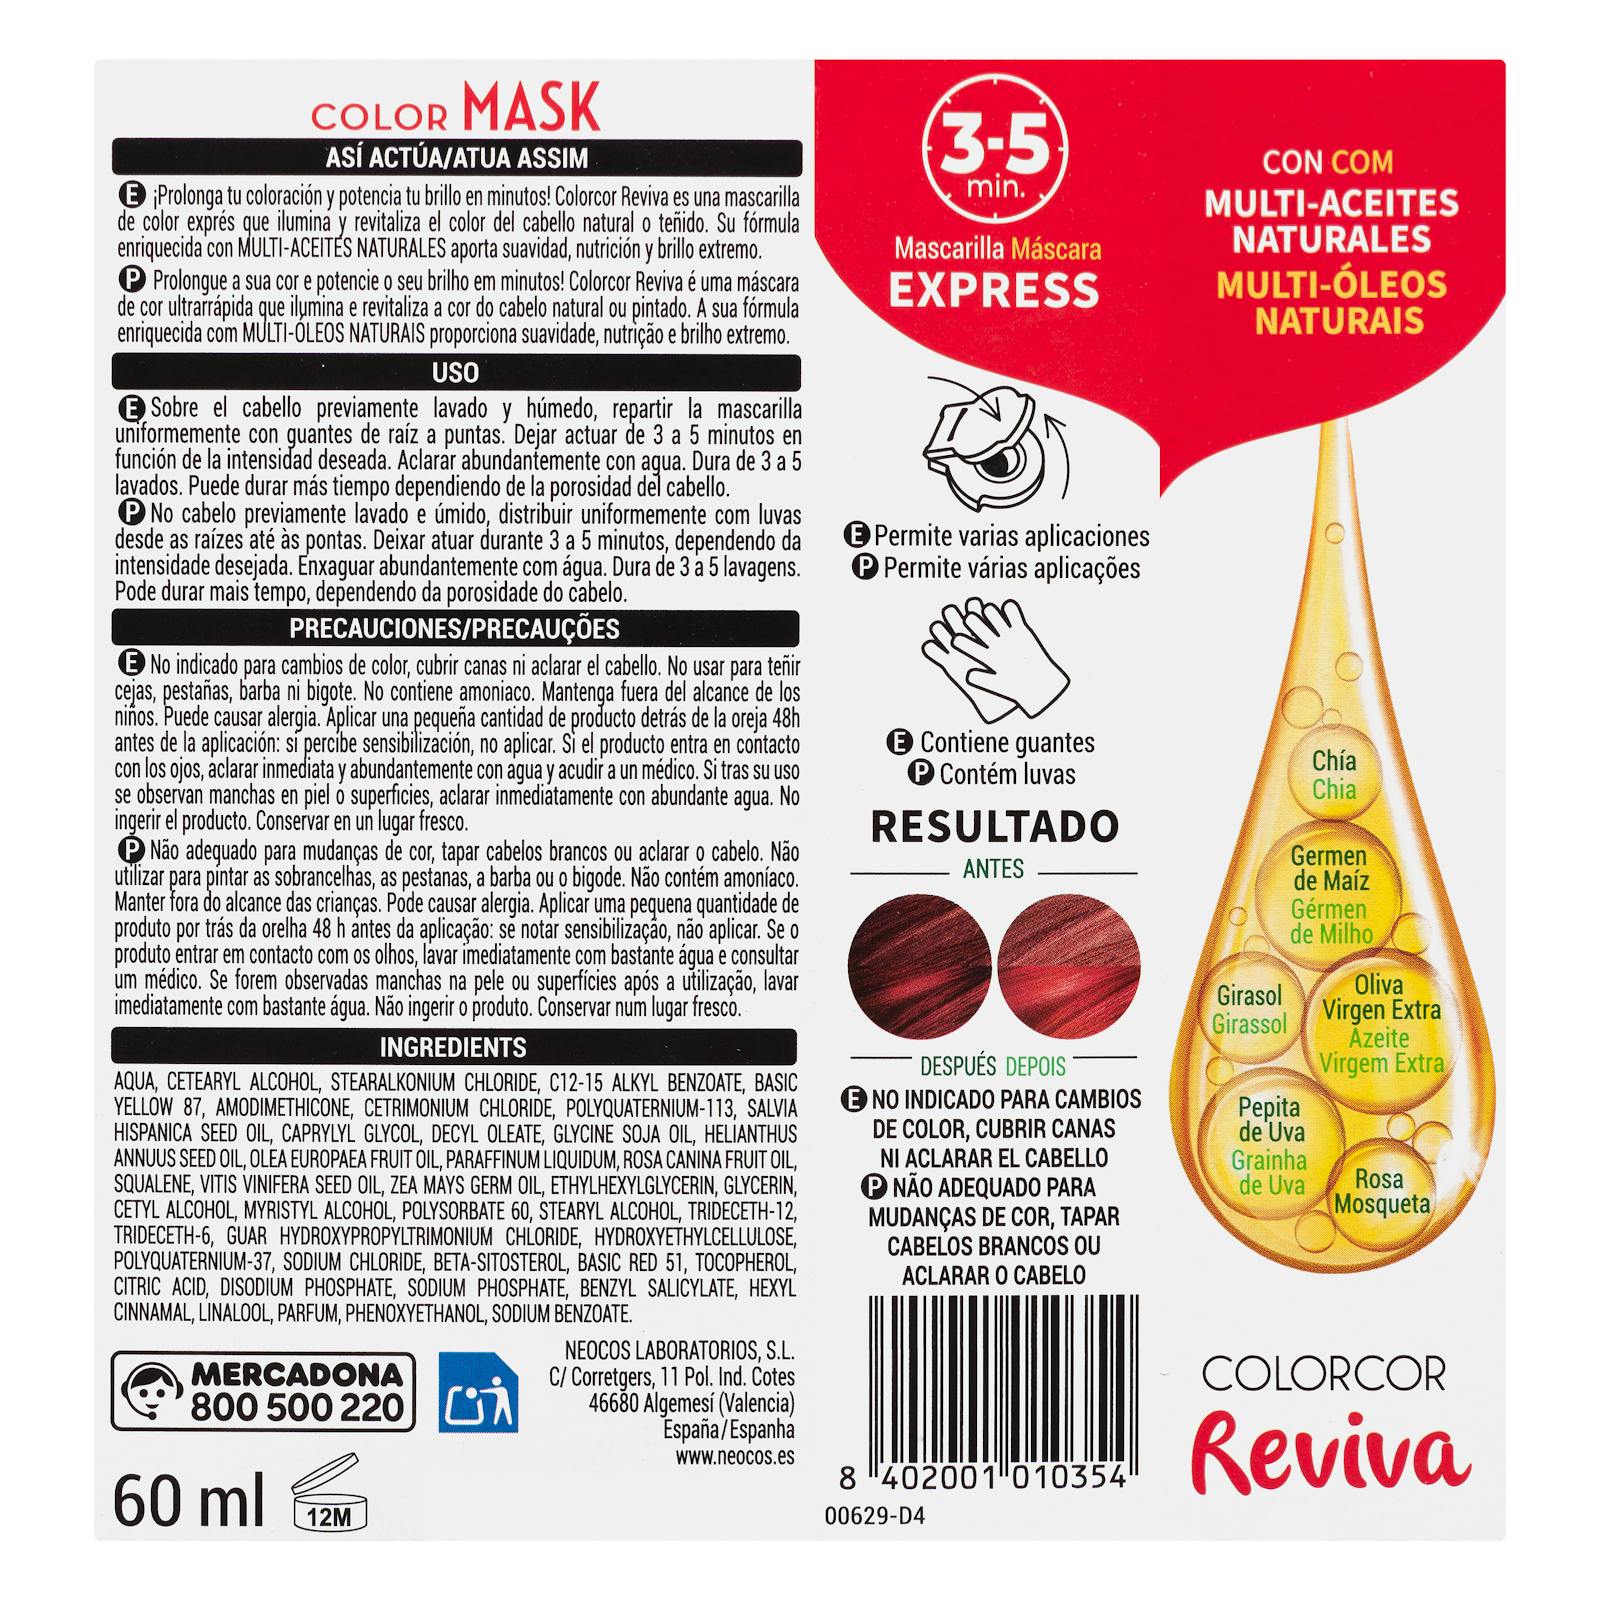 COLOR MASK
ASÍ ACTÚA/ATUA ASSIM
E ¡Prolonga tu coloración y potencia tu brillo en minutos! Colorcor Reviva es una mascarilla
de color exprés que ilumina y revitaliza el color del cabello natural o teñido. Su fórmula
enriquecida con MULTI-ACEITES NATURALES aporta suavidad, nutrición y brillo extremo.
P Prolongue a sua cor e potencie o seu brilho em minutos! Colorcor Reviva é uma máscara
de cor ultrarrápida que ilumina e revitaliza a cor do cabelo natural ou pintado. A sua fórmula
enriquecida com MULTI-ÓLEOS NATURAIS proporciona suavidade, nutrição e brilho extremo.
USO
E Sobre el cabello previamente lavado y húmedo, repartir la mascarilla
uniformemente con guantes de raíz a puntas. Dejar actuar de 3 a 5 minutos en
función de la intensidad deseada. Aclarar abundantemente con agua. Dura de 3 a 5
lavados. Puede durar más tiempo dependiendo de la porosidad del cabello.
P No cabelo previamente lavado e úmido, distribuir uniformemente com luvas
desde as raízes até às pontas. Deixar atuar durante 3 a 5 minutos, dependendo da
intensidade desejada. Enxaguar abundantemente com água. Dura de 3 a 5 lavagens.
Pode durar mais tempo, dependendo da porosidade do cabelo.
PRECAUCIONES/PRECAUÇÕES
E No indicado para cambios de color, cubrir canas ni aclarar el cabello. No usar para teñir
cejas, pestañas, barba ni bigote. No contiene amoniaco. Mantenga fuera del alcance de los
niños. Puede causar alergia. Aplicar una pequeña cantidad de producto detrás de la oreja 48h
antes de la aplicación: si percibe sensibilización, no aplicar. Si el producto entra en contacto
con los ojos, aclarar inmediata y abundantemente con agua y acudir a un médico. Si tras su uso
se observan manchas en piel o superficies, aclarar inmediatamente con abundante agua. No
ingerir el producto. Conservar en un lugar fresco.
P Não adequado para mudanças de cor, tapar cabelos brancos ou aclarar o cabelo. Não
utilizar para pintar as sobrancelhas, as pestanas, a barba ou o bigode. Não contém amoníaco.
Manter fora do alcance das crianças. Pode causar alergia. Aplicar uma pequena quantidade de
produto por trás da orelha 48 h antes da aplicação: se notar sensibilização, não aplicar. Se o
produto entrar em contacto com os olhos, lavar imediatamente com bastante água e consultar
um médico. Se forem observadas manchas na pele ou superfícies após a utilização, lavar
imediatamente com bastante água. Não ingerir o produto. Conservar num lugar fresco.
INGREDIENTS
AQUA, CETEARYL ALCOHOL, STEARALKONIUM CHLORIDE, C12-15 ALKYL BENZOATE, BASIC
YELLOW 87, AMODIMETHICONE, CETRIMONIUM CHLORIDE, POLYQUATERNIUM-113, SALVIA
HISPANICA SEED OIL, CAPRYLYL GLYCOL, DECYL OLEATE, GLYCINE SOJA OIL, HELIANTHUS
ANNUUS SEED OIL, OLEA EUROPAEA FRUIT OIL, PARAFFINUM LIQUIDUM, ROSA CANINA FRUIT OIL,
SQUALENE, VITIS VINIFERA SEED OIL, ZEA MAYS GERM OIL, ETHYLHEXYLGLYCERIN, GLYCERIN,
CETYL ALCOHOL, MYRISTYL ALCOHOL, POLYSORBATE 60, STEARYL ALCOHOL, TRIDECETH-12,
TRIDECETH-6, GUAR HYDROXYPROPYLTRIMONIUM CHLORIDE, HYDROXYETHYLCELLULOSE,
POLYQUATERNIUM-37, SODIUM CHLORIDE, BETA-SITOSTEROL, BASIC RED 51, TOCOPHEROL,
CITRIC ACID, DISODIUM PHOSPHATE, SODIUM PHOSPHATE, BENZYL SALICYLATE, HEXYL
CINNAMAL, LINALOOL, PARFUM, PHENOXYETHANOL, SODIUM BENZOATE.
MERCADONA
800 500 220
NEOCOS LABORATORIOS, S.L.
C/ Corretgers, 11 Pol. Ind. Cotes
46680 Algemesí (Valencia)
España/Espanha
www.neocos.es
60 ml
12M
3-5
min.
Mascarilla Máscara
EXPRESS
E Permite varias aplicaciones
P Permite várias aplicações
E Contiene guantes
P Contém luvas
RESULTADO
ANTES
DESPUÉS DEPOIS
E NO INDICADO PARA CAMBIOS
DE COLOR, CUBRIR CANAS
NI ACLARAR EL CABELLO
P NÃO ADEQUADO PARA
MUDANÇAS DE COR, TAPAR
CABELOS BRANCOS OU
ACLARAR O CABELO
8 402001 010354
00629-D4
CON COM
MULTI-ACEITES
NATURALES
MULTI-ÓLEOS
NATURAIS
Chía
Chia
Germen
de Maíz
Gérmen
de Milho
Girasol
Girassol
Oliva
Virgen Extra
Azeite
Virgem Extra
Pepita
de Uva
Grainha
de Uva
Rosa
Mosqueta
COLORCOR
Reviva